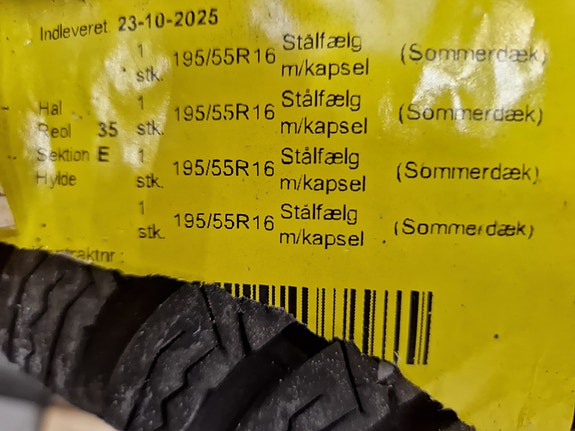 Indleveret 23-10-2025
1 stk. 195/55R16 Stålfælg m/kapsel (Sommerdæk)
Hal 1 stk. 195/55R16 Stålfælg m/kapsel (Sommerdæk)
Reol 35
Sektion E 1 stk. 195/55R16 Stålfælg m/kapsel (Sommerdæk)
Hylde
1 stk. 195/55R16 Stålfælg m/kapsel (Sommerdæk)